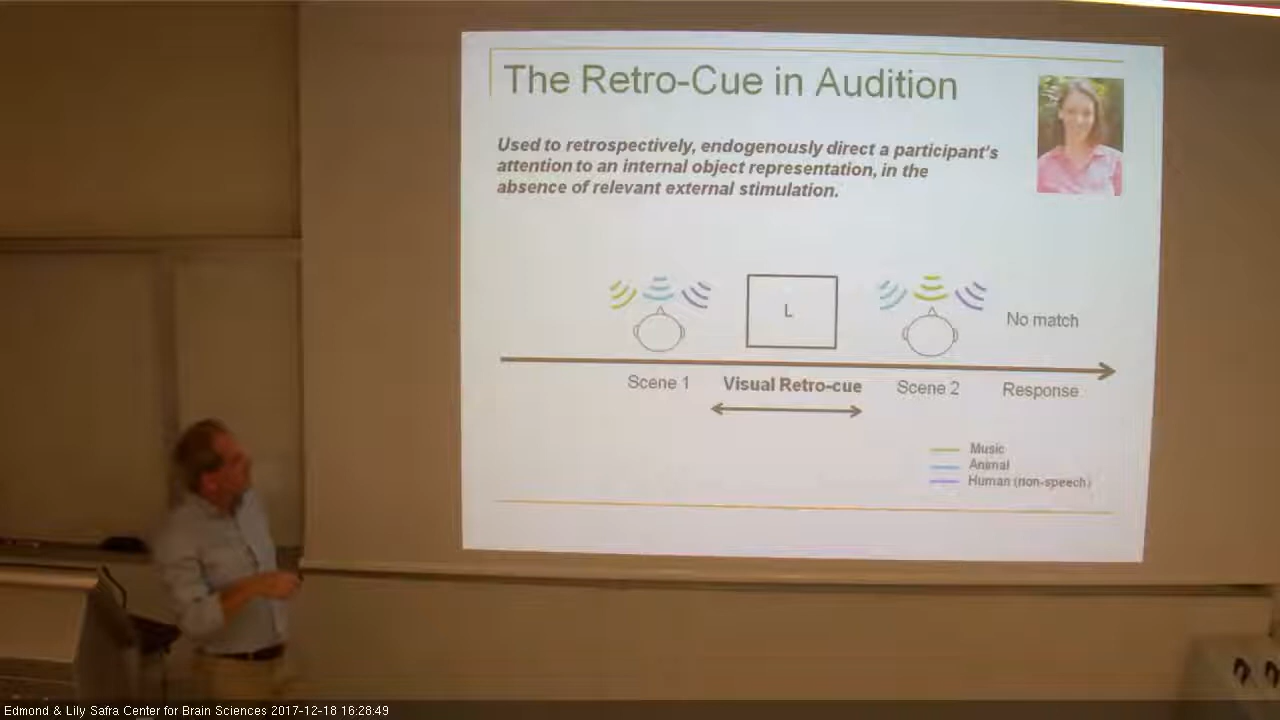 The Retro-Cue in Audition
Used to retrospectively, endogenously direct a participant's
attention to an internal object representation, in the
absence of relevant external stimulation.
L
No match
Scene 1
Visual Retro-cue
Scene 2
Response
Music
Animal
Human (non-speech)
Edmond & Lily Safra Center for Brain Sciences 2017-12-18 16:28:49